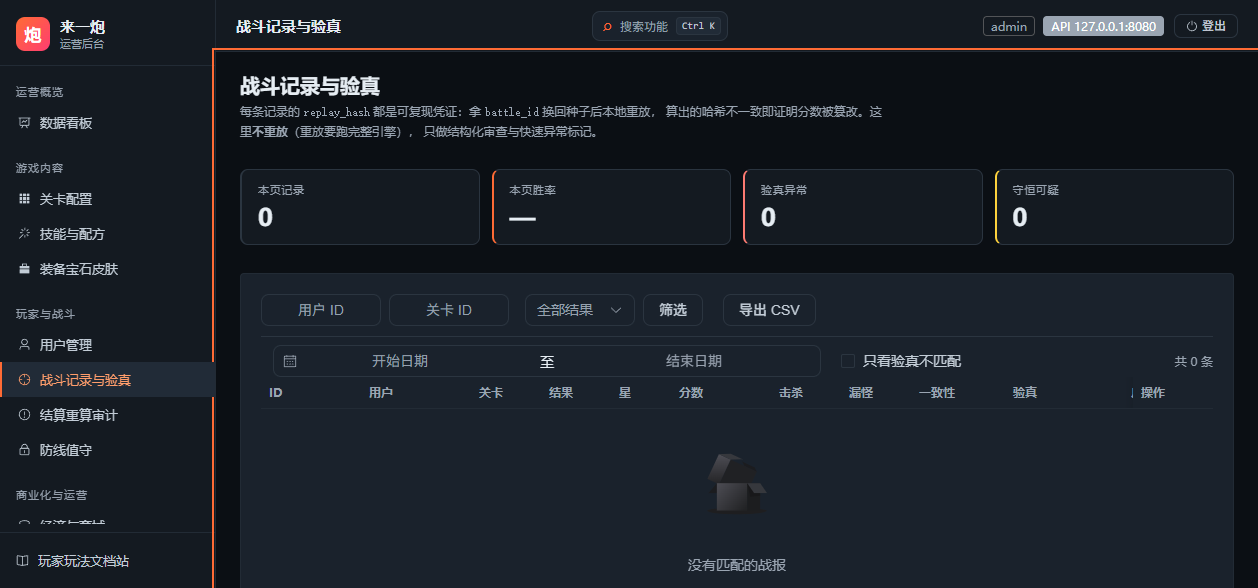 炮
来一炮
运营后台
运营概览
数据看板
游戏内容
关卡配置
技能与配方
装备宝石皮肤
玩家与战斗
用户管理
战斗记录与验真
结算重算审计
防线值守
商业化与运营
玩家玩法文档站
战斗记录与验真
搜索功能 Ctrl K
admin
API 127.0.0.1:8080
登出
战斗记录与验真
每条记录的 replay_hash 都是可复现凭证：拿 battle_id 换回种子后本地重放， 算出的哈希不一致即证明分数被篡改。这
里不重放（重放要跑完整引擎）， 只做结构化审查与快速异常标记。
本页记录
0
本页胜率
—
验真异常
0
守恒可疑
0
用户 ID
关卡 ID
全部结果
筛选
导出 CSV
开始日期 至 结束日期
只看验真不匹配
共 0 条
ID 用户 关卡 结果 星 分数 击杀 漏怪 一致性 验真 ↓ 操作
没有匹配的战报